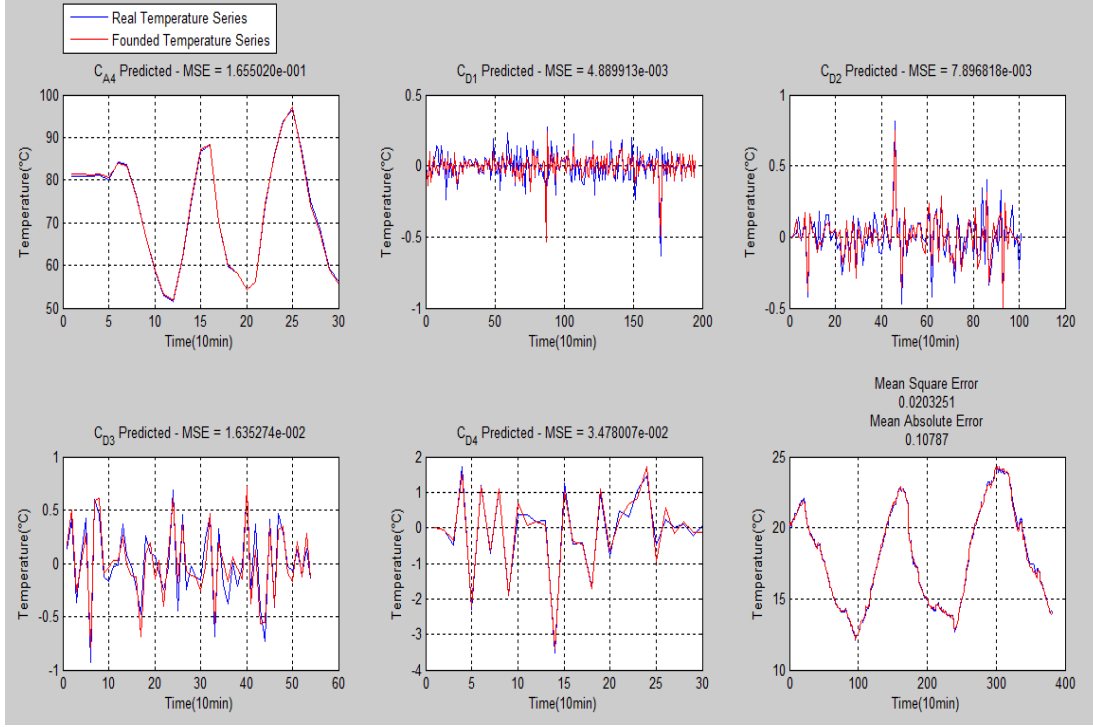 Real Temperature Series
Founded Temperature Series
C_A4 Predicted - MSE = 1.655020e-001
100
90
80
70
60
50
Temperature(°C)
0 5 10 15 20 25 30
Time(10min)
C_D1 Predicted - MSE = 4.889913e-003
0.5
0
-0.5
-1
Temperature(°C)
0 50 100 150 200
Time(10min)
C_D2 Predicted - MSE = 7.896818e-003
1
0.5
0
-0.5
Temperature(°C)
0 20 40 60 80 100 120
Time(10min)
C_D3 Predicted - MSE = 1.635274e-002
1
0.5
0
-0.5
-1
Temperature(°C)
0 10 20 30 40 50 60
Time(10min)
C_D4 Predicted - MSE = 3.478007e-002
2
1
0
-1
-2
-3
-4
Temperature(°C)
0 5 10 15 20 25 30
Time(10min)
Mean Square Error
0.0203251
Mean Absolute Error
0.10787
25
20
15
10
Temperature(°C)
0 100 200 300 400
Time(10min)